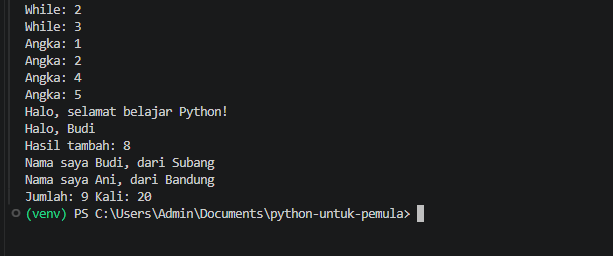 While: 2
While: 3
Angka: 1
Angka: 2
Angka: 4
Angka: 5
Halo, selamat belajar Python!
Halo, Budi
Hasil tambah: 8
Nama saya Budi, dari Subang
Nama saya Ani, dari Bandung
Jumlah: 9 Kali: 20
(venv) PS C:\Users\Admin\Documents\python-untuk-pemula>